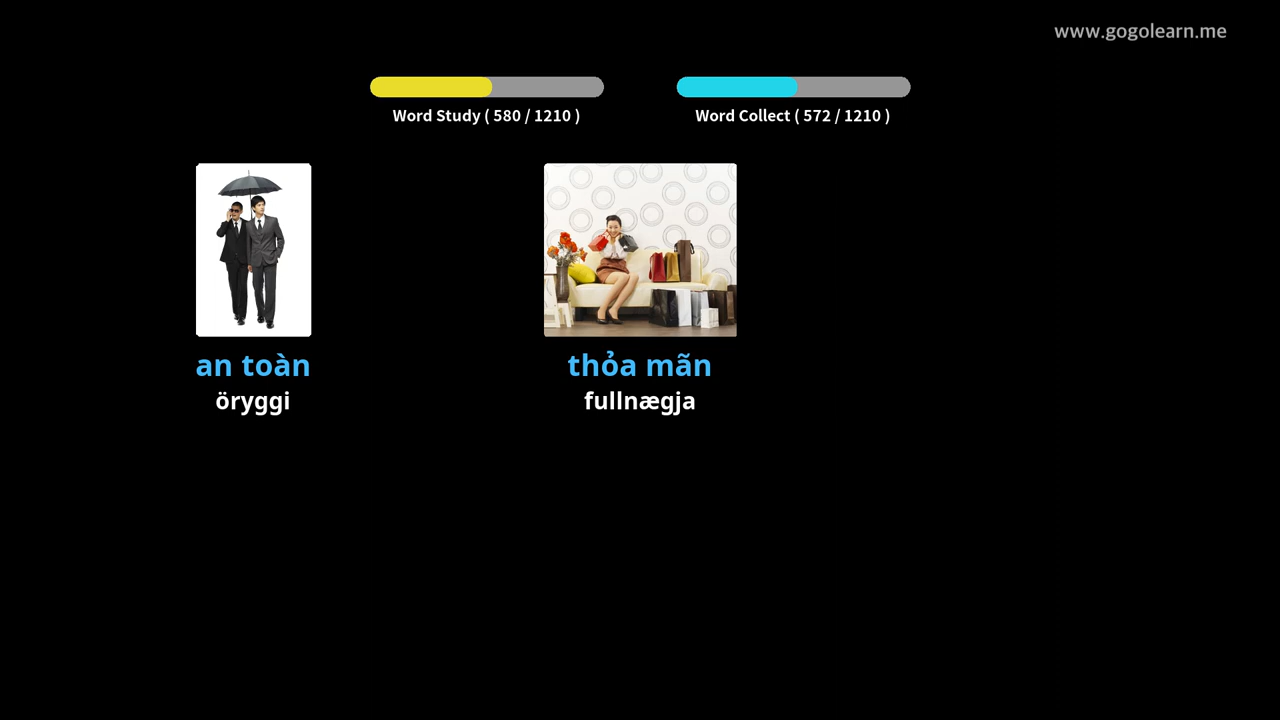 www.gogolearn.me
Word Study ( 580 / 1210 )
Word Collect ( 572 / 1210 )
an toàn
öryggi
thỏa mãn
fullnægja